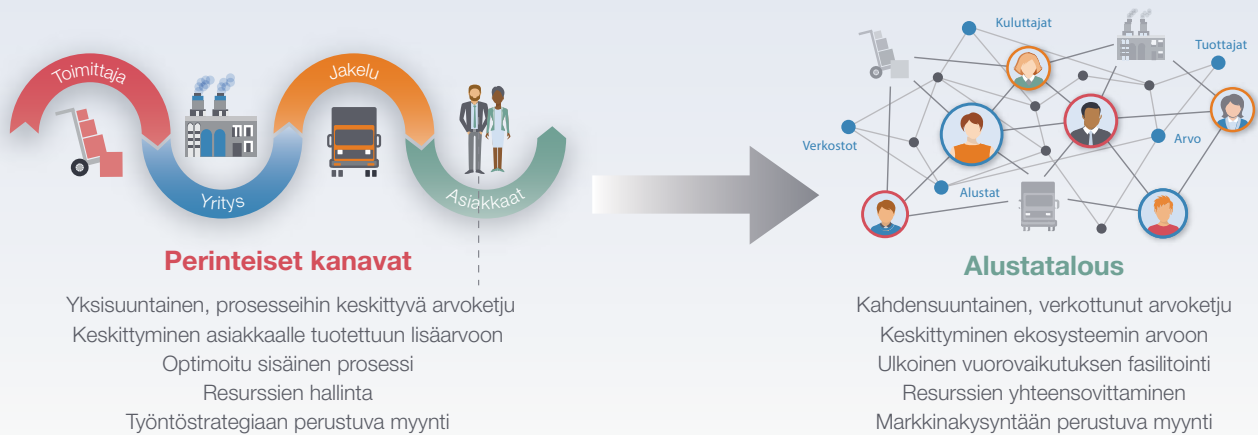 Toimittaja
Yritys
Jakelu
Asiakkaat
Perinteiset kanavat
Yksisuuntainen, prosesseihin keskittyvä arvoketju
Keskittyminen asiakkaalle tuotettuun lisäarvoon
Optimoitu sisäinen prosessi
Resurssien hallinta
Työntöstrategiaan perustuva myynti
Kuluttajat
Tuottajat
Verkostot
Arvo
Alustat
Alustatalous
Kahdensuuntainen, verkottunut arvoketju
Keskittyminen ekosysteemin arvoon
Ulkoinen vuorovaikutuksen fasilitointi
Resurssien yhteensovittaminen
Markkinakysyntään perustuva myynti